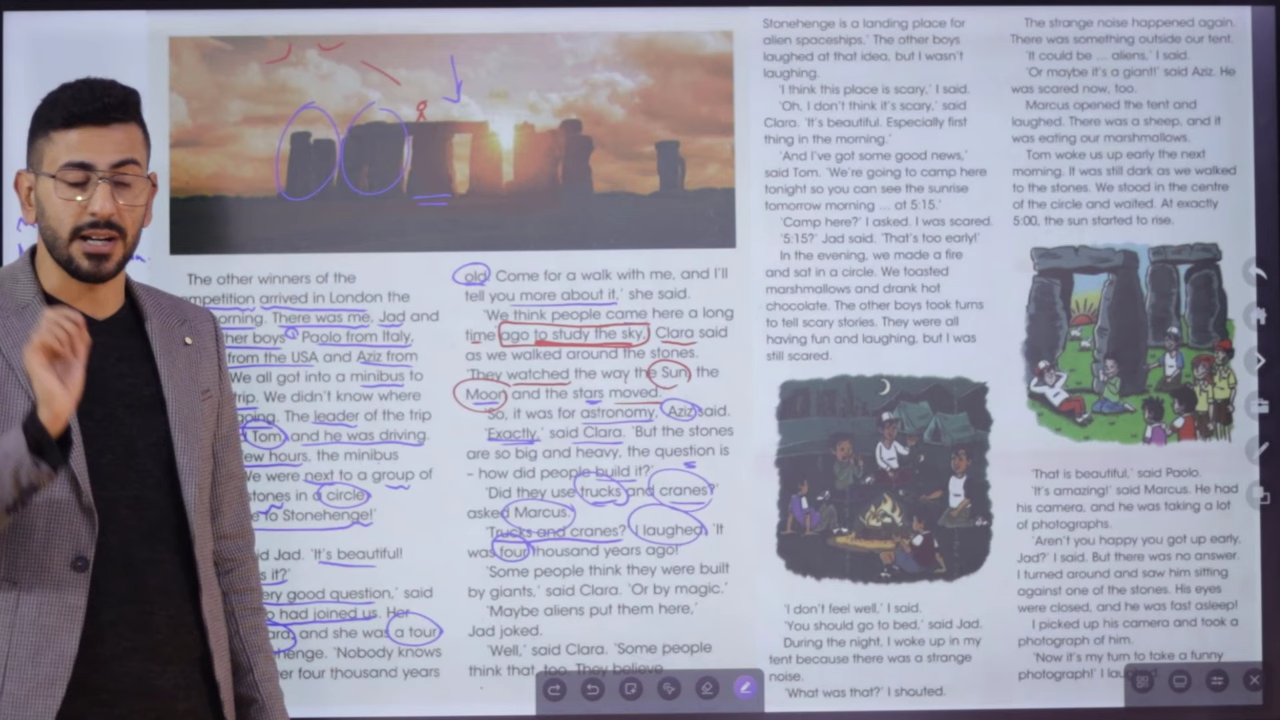 The other winners of the
mpetition arrived in London the
orning. There was me, Jad and
her boys Paolo from Italy,
from the USA and Aziz from
We all got into a minibus to
trip. We didn't know where
going. The leader of the trip
Tom, and he was driving.
ew hours, the minibus
We were next to a group of
stones in a circle.
e to Stonehenge!'
id Jad. 'It's beautiful!
s it?'
ery good question,' said
o had joined us. Her
ard, and she was a tour
henge. 'Nobody knows
er four thousand years
old. Come for a walk with me, and I'll
tell you more about it,' she said.
'We think people came here a long
time ago to study the sky,' Clara said
as we walked around the stones.
'They watched the way the Sun, the
Moon and the stars moved.'
'So, it was for astronomy,' Aziz said.
'Exactly,' said Clara. 'But the stones
are so big and heavy, the question is
– how did people build it?'
'Did they use trucks and cranes?'
asked Marcus.
'Trucks and cranes? I laughed. 'It
was four thousand years ago!'
'Some people think they were built
by giants,' said Clara. 'Or by magic.'
'Maybe aliens put them here,'
Jad joked.
'Well,' said Clara. 'Some people
think that, too. They believe
Stonehenge is a landing place for
alien spaceships.' The other boys
laughed at that idea, but I wasn't
laughing.
'I think this place is scary,' I said.
'Oh, I don't think it's scary,' said
Clara. 'It's beautiful. Especially first
thing in the morning.'
'And I've got some good news,'
said Tom. 'We're going to camp here
tonight so you can see the sunrise
tomorrow morning ... at 5:15.'
'Camp here?' I asked. I was scared.
'5:15?' Jad said. 'That's too early!'
In the evening, we made a fire
and sat in a circle. We toasted
marshmallows and drank hot
chocolate. The other boys took turns
to tell scary stories. They were all
having fun and laughing, but I was
still scared.
'I don't feel well,' I said.
'You should go to bed,' said Jad.
During the night, I woke up in my
tent because there was a strange
noise.
'What was that?' I shouted.
The strange noise happened again.
There was something outside our tent.
'It could be ... aliens,' I said.
'Or maybe it's a giant!' said Aziz. He
was scared now, too.
Marcus opened the tent and
laughed. There was a sheep, and it
was eating our marshmallows.
Tom woke us up early the next
morning. It was still dark as we walked
to the stones. We stood in the centre
of the circle and waited. At exactly
5:00, the sun started to rise.
'That is beautiful,' said Paolo.
'It's amazing!' said Marcus. He had
his camera, and he was taking a lot
of photographs.
'Aren't you happy you got up early,
Jad?' I said. But there was no answer.
I turned around and saw him sitting
against one of the stones. His eyes
were closed, and he was fast asleep!
I picked up his camera and took a
photograph of him.
'Now it's my turn to take a funny
photograph!' I